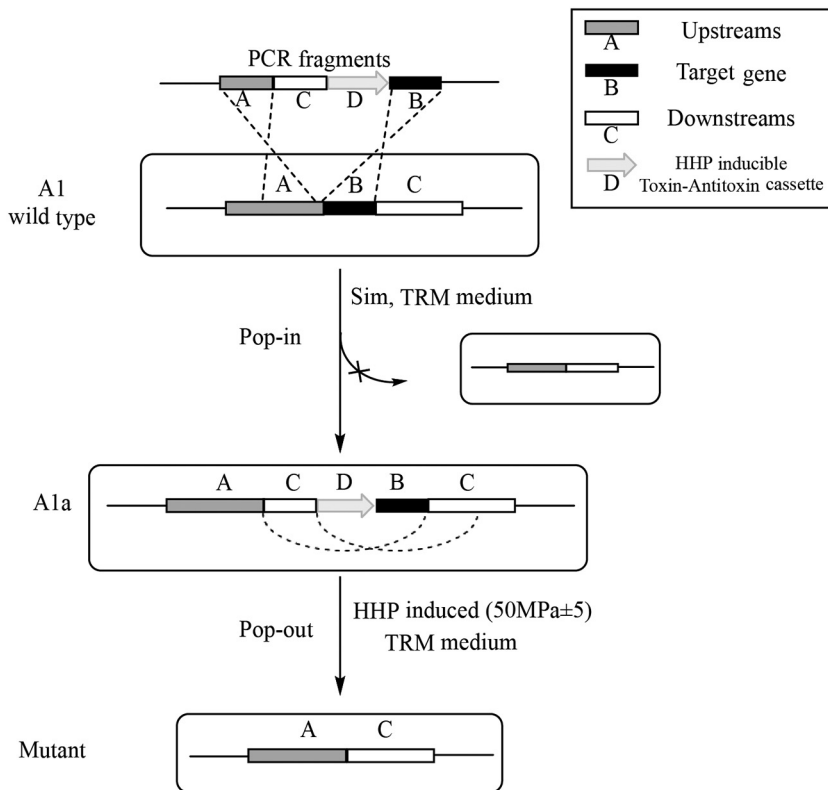 PCR fragments
A C D B
A1
wild type
A B C
Sim, TRM medium
Pop-in
A1a
A C D B C
HHP induced (50MPa±5)
Pop-out
TRM medium
Mutant
A C
A
Upstreams
B
Target gene
C
Downstreams
D
HHP inducible
Toxin-Antitoxin cassette